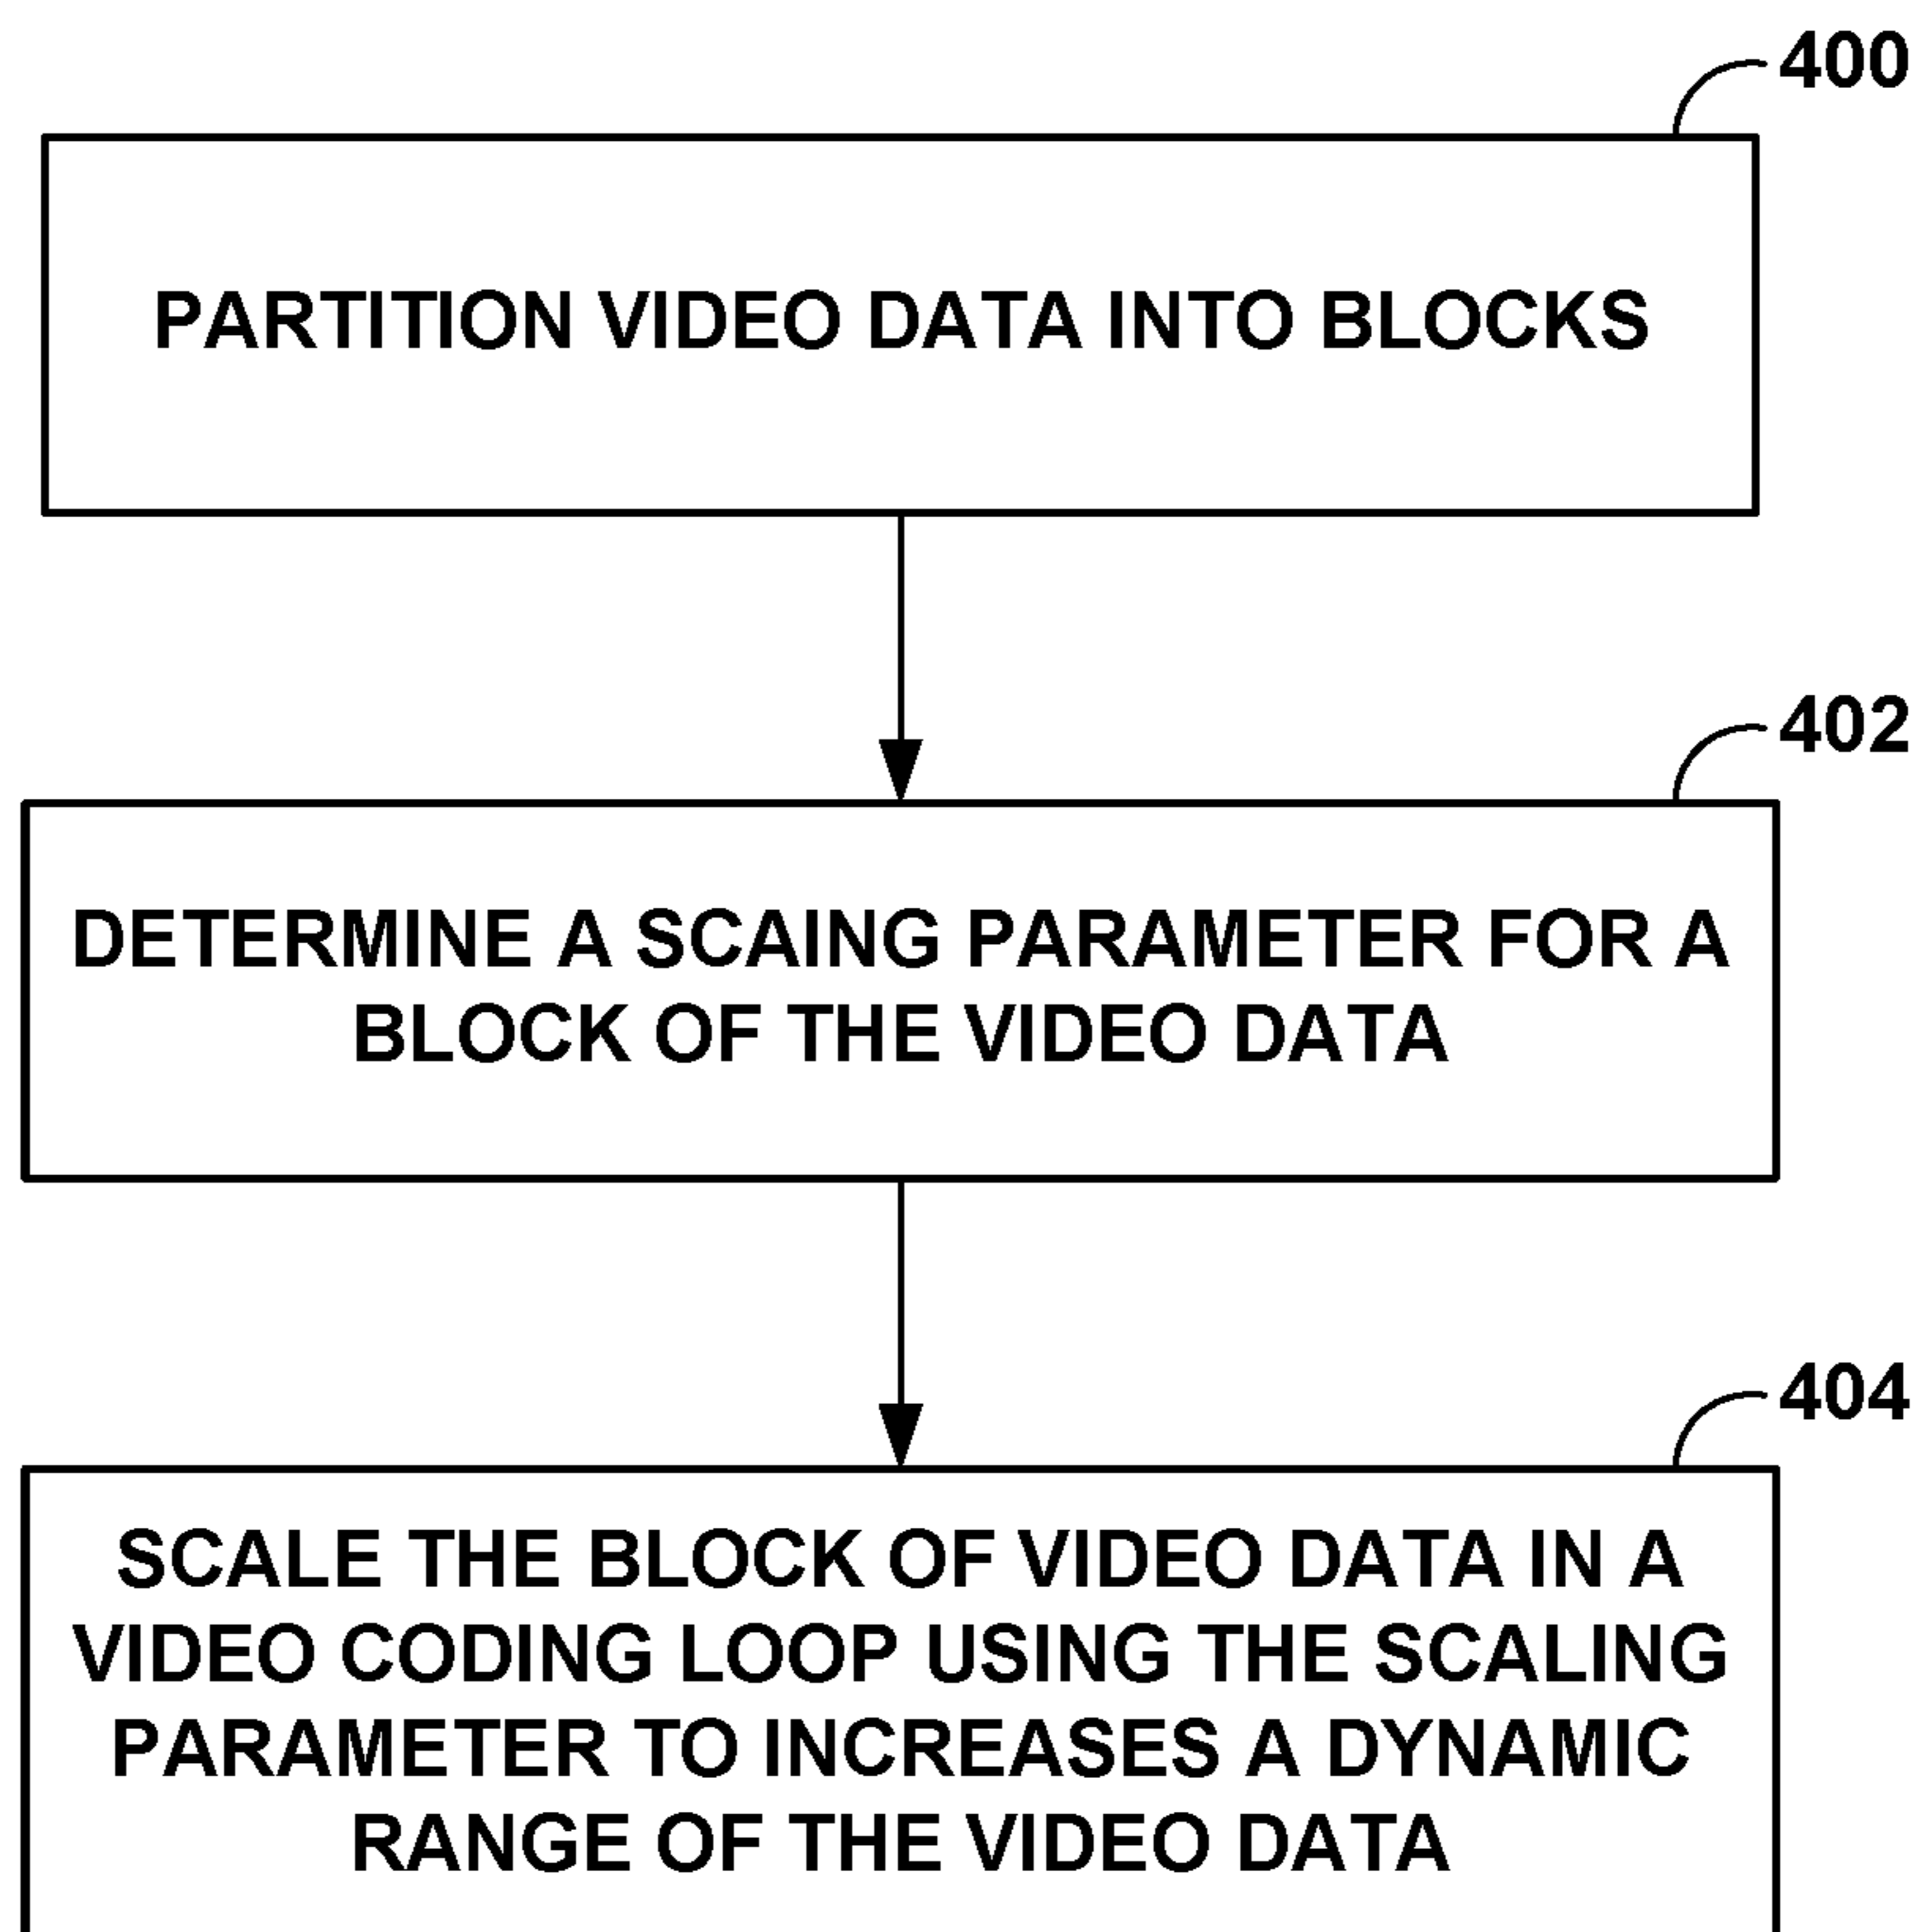 400
PARTITION VIDEO DATA INTO BLOCKS
402
DETERMINE A SCAING PARAMETER FOR A
BLOCK OF THE VIDEO DATA
404
SCALE THE BLOCK OF VIDEO DATA IN A
VIDEO CODING LOOP USING THE SCALING
PARAMETER TO INCREASES A DYNAMIC
RANGE OF THE VIDEO DATA